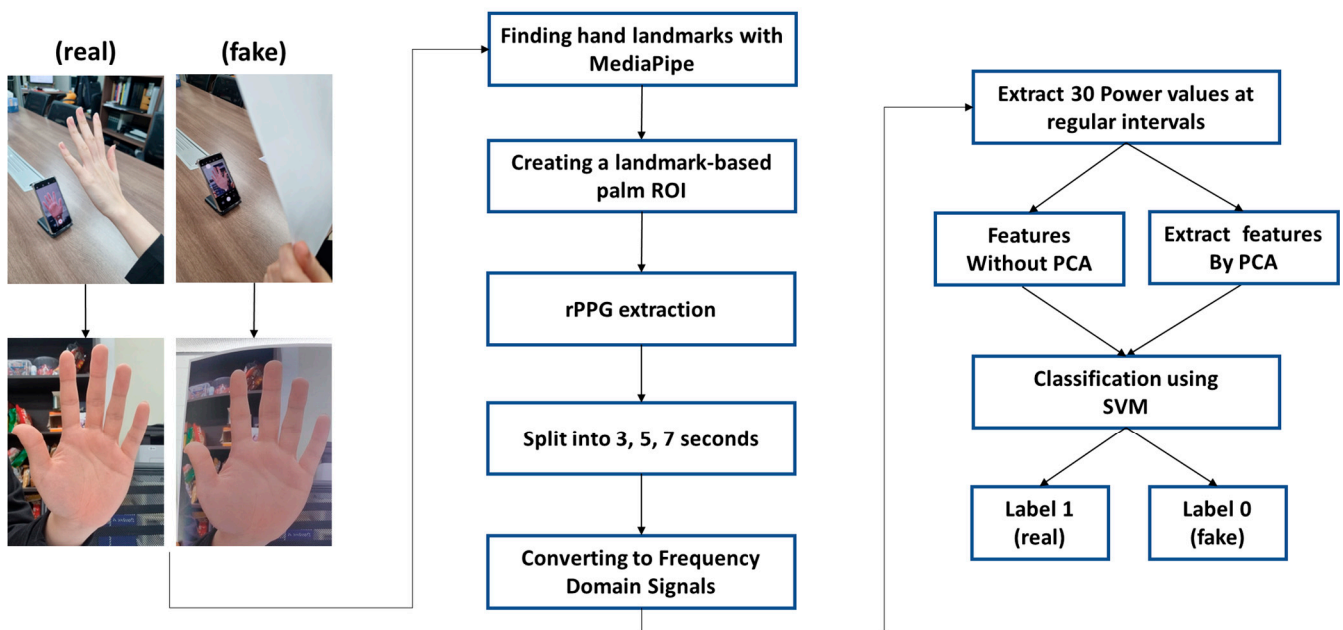 (real)
(fake)
Finding hand landmarks with
MediaPipe
Creating a landmark-based
palm ROI
rPPG extraction
Split into 3, 5, 7 seconds
Converting to Frequency
Domain Signals
Extract 30 Power values at
regular intervals
Features
Without PCA
Extract features
By PCA
Classification using
SVM
Label 1
(real)
Label 0
(fake)